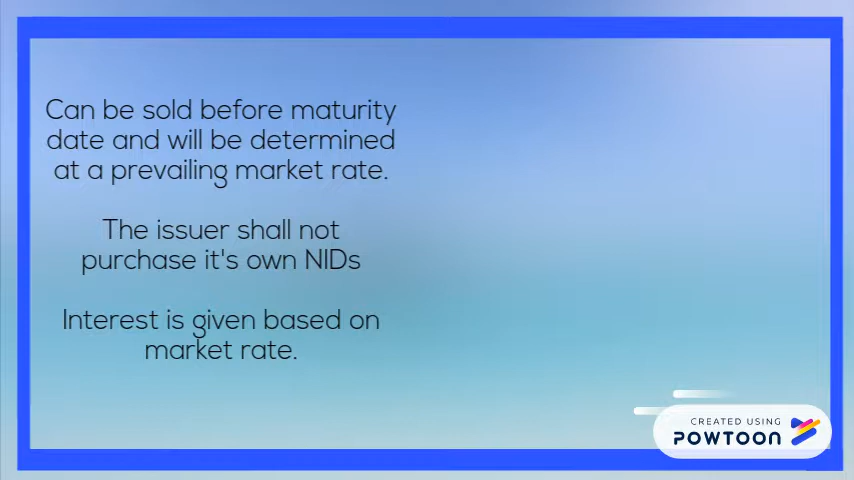 Can be sold before maturity
date and will be determined
at a prevailing market rate.
The issuer shall not
purchase it's own NIDs
Interest is given based on
market rate.
CREATED USING
POWTOON